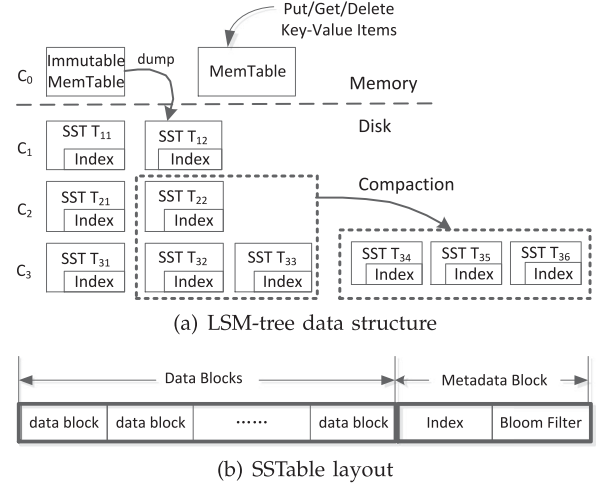 Put/Get/Delete
Key-Value Items
C0
Immutable
MemTable
dump
MemTable
Memory
Disk
C1
SST T11
Index
SST T12
Index
C2
SST T21
Index
SST T22
Index
Compaction
C3
SST T31
Index
SST T32
Index
SST T33
Index
SST T34
Index
SST T35
Index
SST T36
Index
(a) LSM-tree data structure
Data Blocks
Metadata Block
data block
data block
......
data block
Index
Bloom Filter
(b) SSTable layout